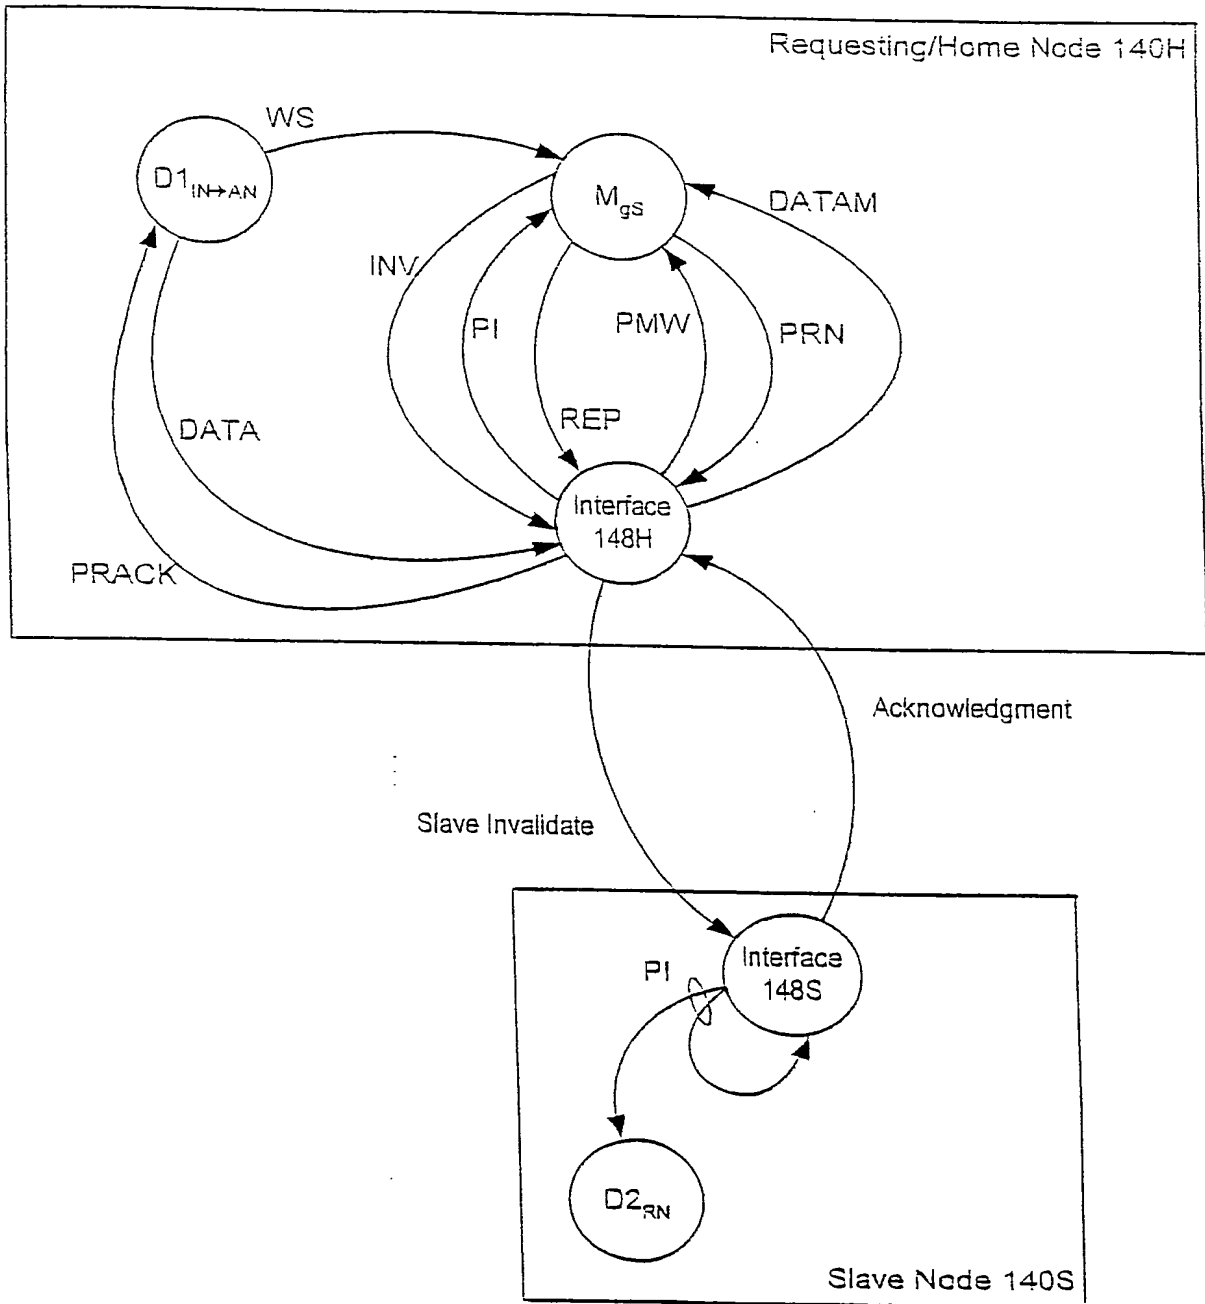 Requesting/Home Node 140H
WS
D1IN→AN
MgS
DATAM
INV
PI
PMW
PRN
REP
DATA
Interface
148H
PRACK
Acknowledgment
Slave Invalidate
Interface
148S
PI
D2RN
Slave Node 140S